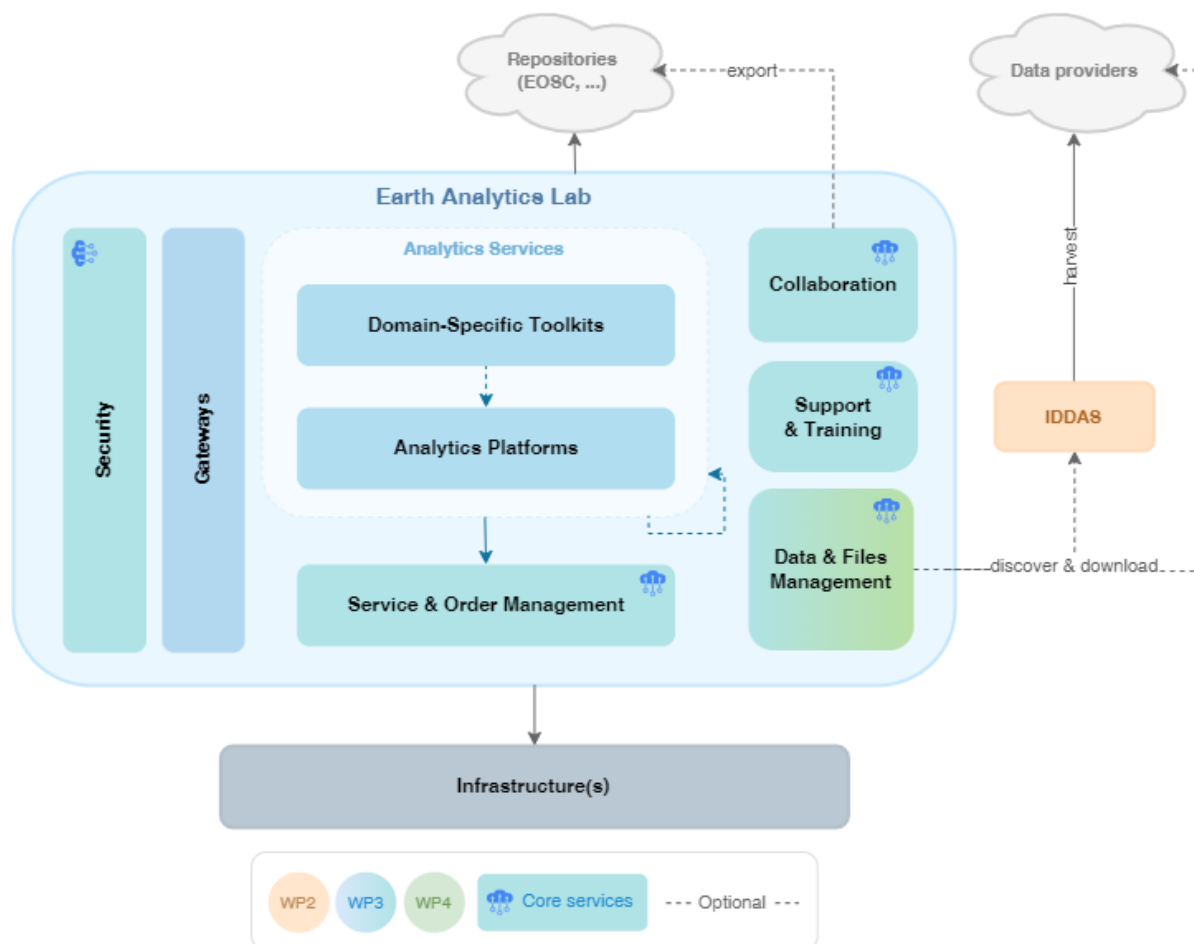 Repositories
(EOSC, ...)
export
Data providers
Earth Analytics Lab
Analytics Services
Security
Gateways
Domain-Specific Toolkits
Analytics Platforms
Service & Order Management
Collaboration
Support
& Training
Data & Files
Management
harvest
IDDAS
discover & download
Infrastructure(s)
WP2
WP3
WP4
Core services
Optional